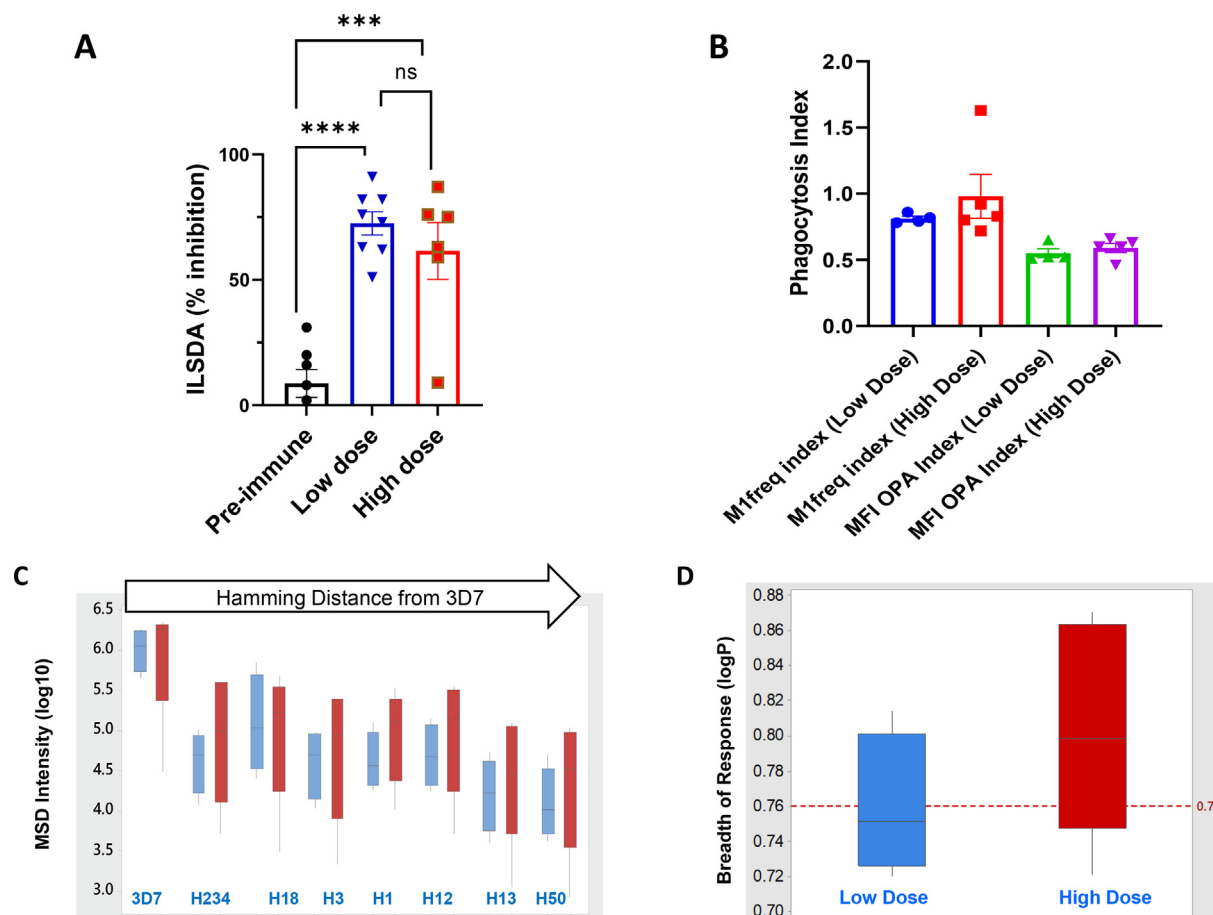 A
***
ns
****
ILSDA (% inhibition)
100
50
0
Pre-immune
Low dose
High dose
B
Phagocytosis Index
2.0
1.5
1.0
0.5
0.0
M1freq index (Low Dose)
M1freq index (High Dose)
MFI OPA Index (Low Dose)
MFI OPA Index (High Dose)
C
Hamming Distance from 3D7
MSD Intensity (log10)
6.5
6.0
5.5
5.0
4.5
4.0
3.5
3.0
3D7 H234 H18 H3 H1 H12 H13 H50
D
Breadth of Response (logP)
0.88
0.86
0.84
0.82
0.80
0.78
0.76
0.74
0.72
0.70
0.7
Low Dose High Dose